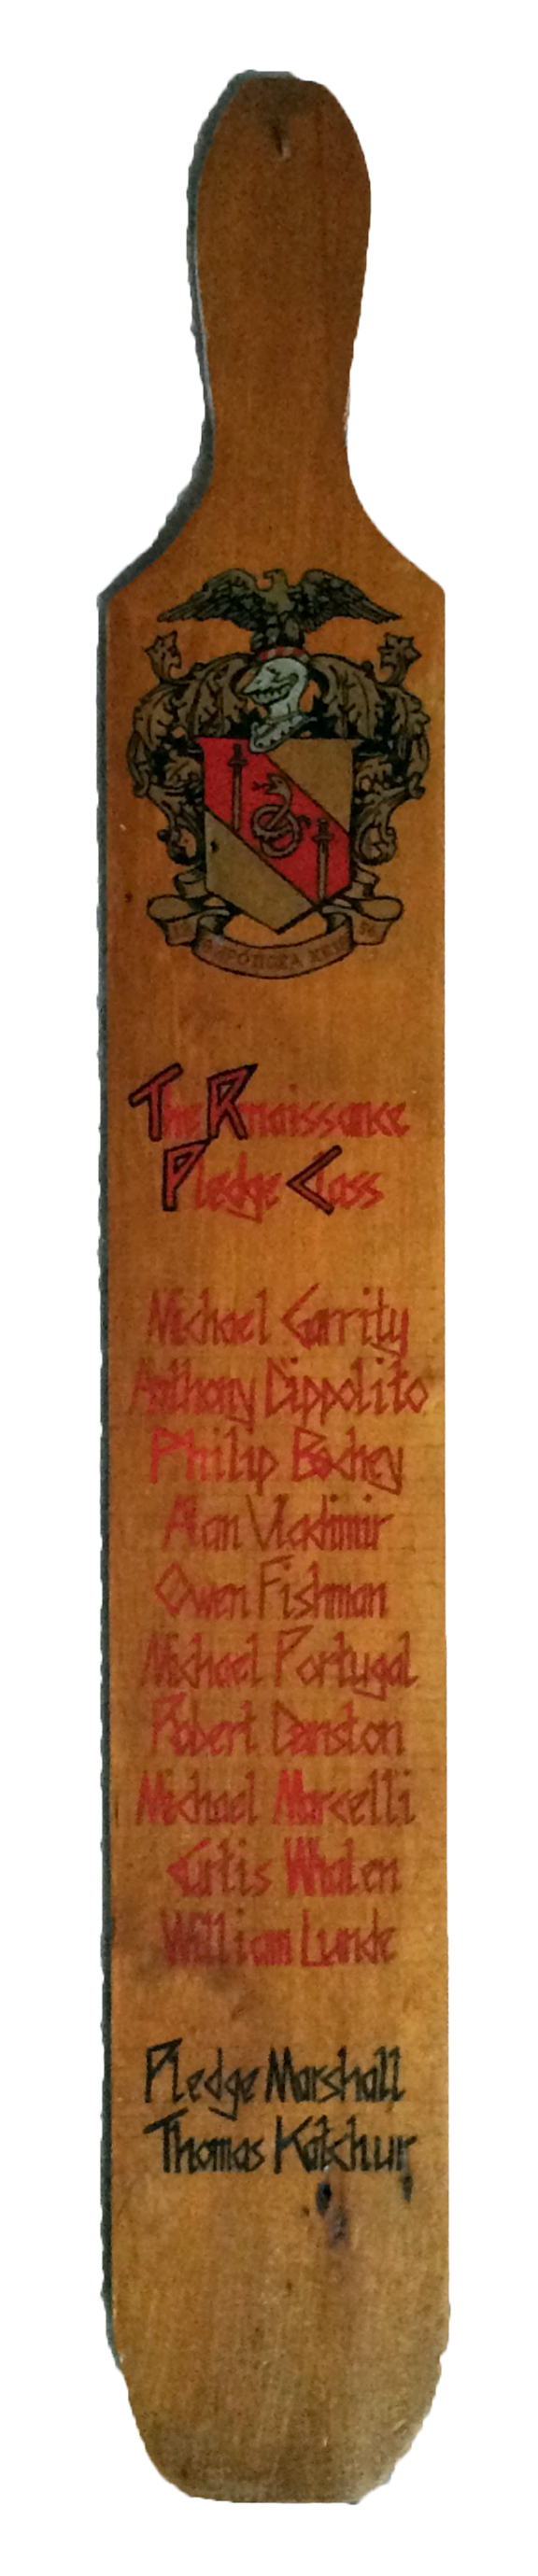 The Rnaissance
Pledge Class
Michael Garrity
Anthony Dippolito
Philip Bochey
Alan Vladimir
Owen Fishman
Michael Portugal
Robert Danston
Michael Marcelli
Curtis Whalen
William Lunde
Pledge Marshall
Thomas Katchur